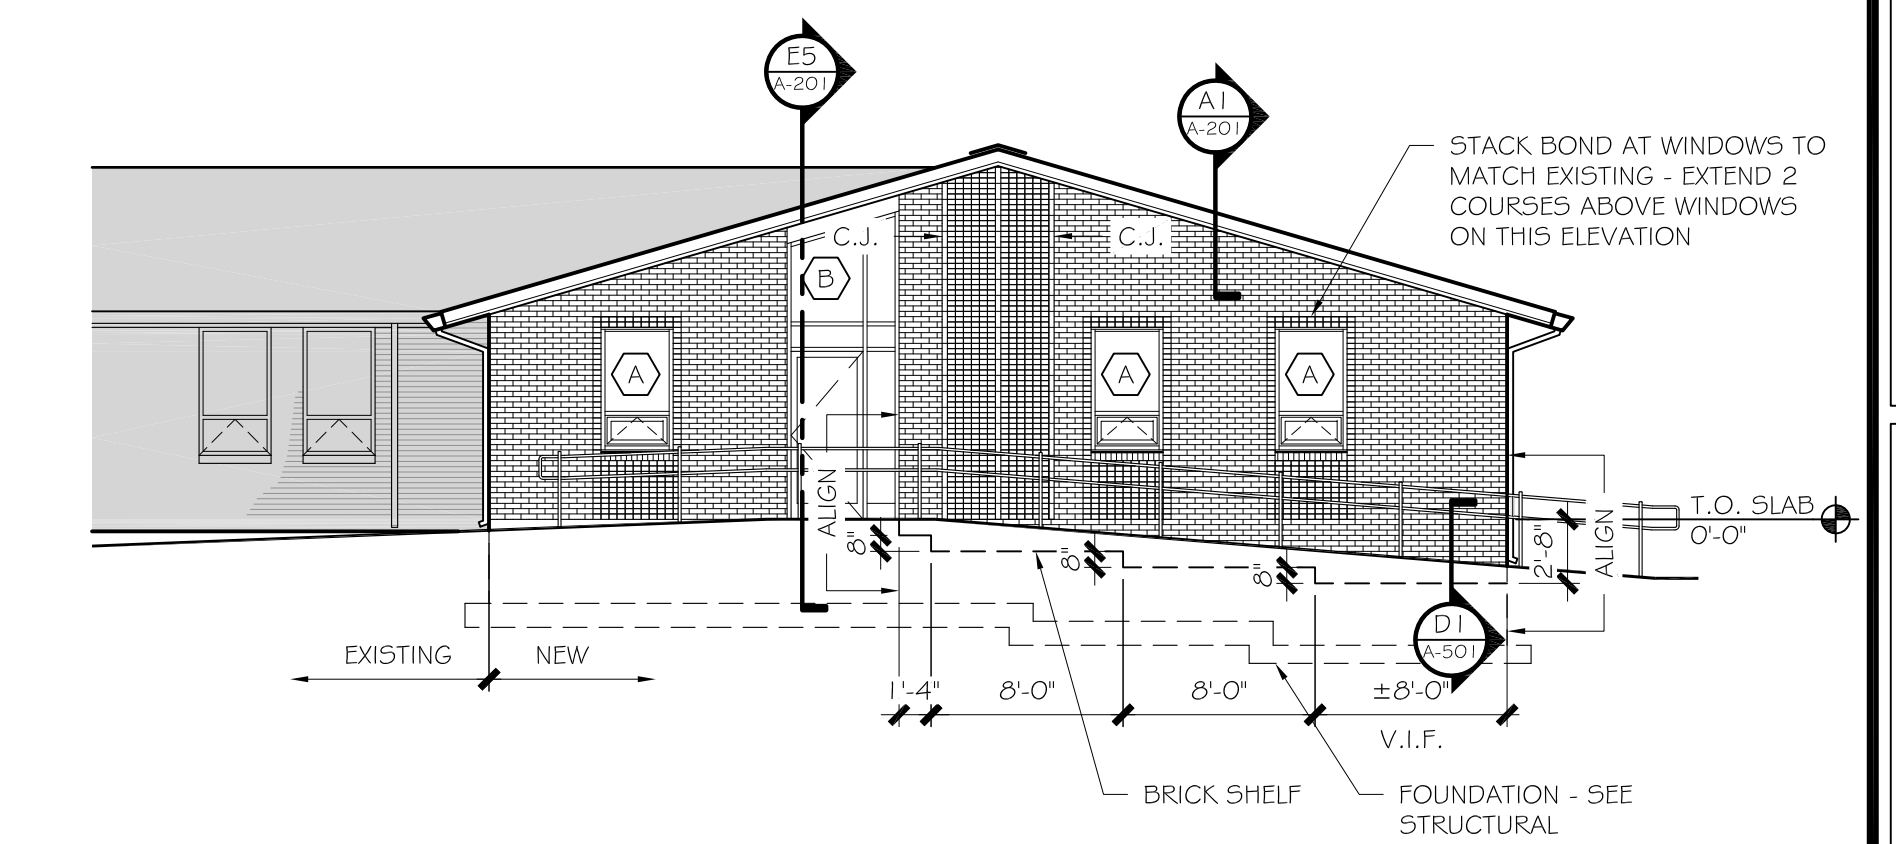 E5
A-201
A1
A-201
STACK BOND AT WINDOWS TO
MATCH EXISTING - EXTEND 2
COURSES ABOVE WINDOWS
ON THIS ELEVATION
C.J.
C.J.
B
A
A
A
ALIGN
8"
8"
8"
2'-8"
ALIGN
T.O. SLAB
0'-0"
D1
A-501
EXISTING
NEW
1'-4"
8'-0"
8'-0"
±8'-0"
V.I.F.
BRICK SHELF
FOUNDATION - SEE
STRUCTURAL